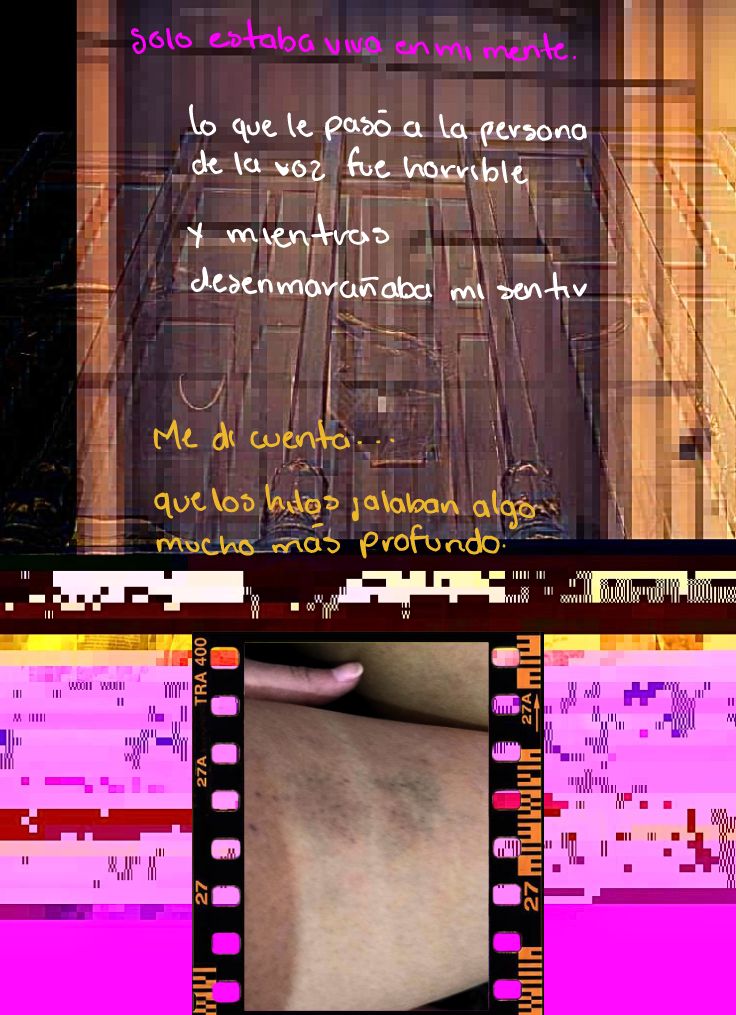 solo estaba viva en mi mente.
lo que le pasó a la persona
de la voz fue horrible
y mientras
desenmarañaba mi sentir
Me di cuenta...
que los hilos jalaban algo
mucho más profundo.
TRA 400
27A
27A
27
27